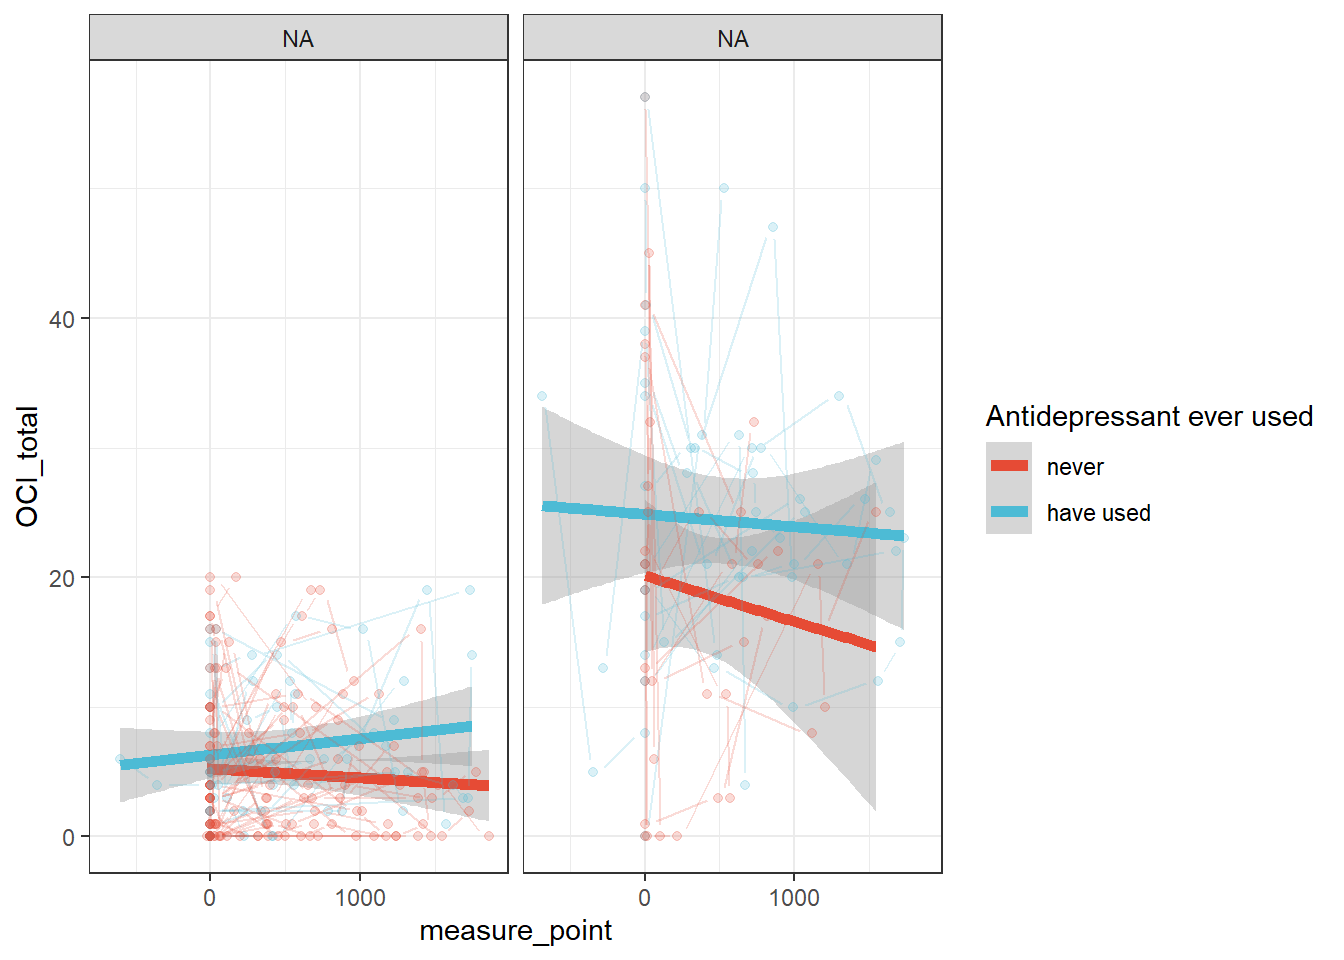 NA
NA
40
20
0
OCI_total
0
1000
0
1000
measure_point
Antidepressant ever used
never
have used